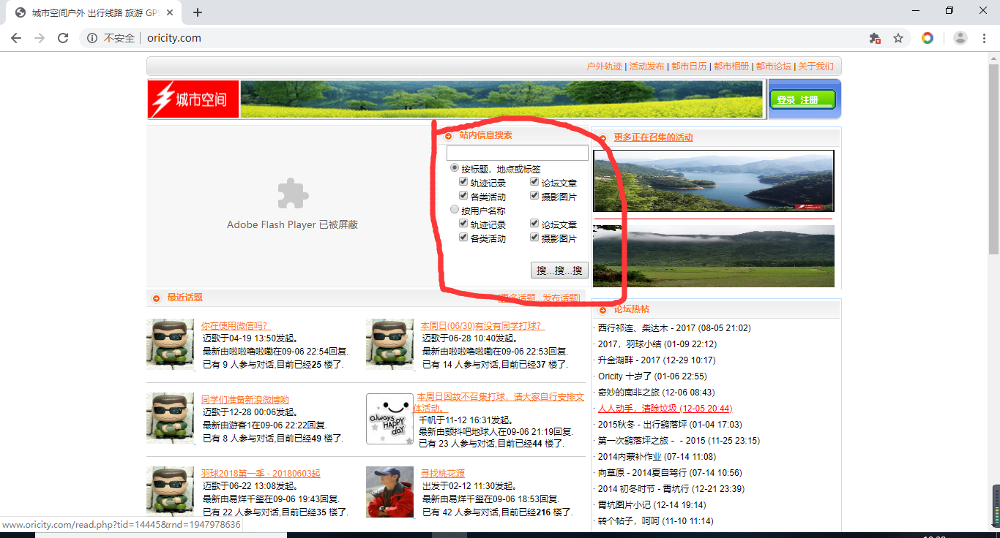 城市空间户外 出行线路 旅游 GPS
不安全 oricity.com
户外轨迹 | 活动发布 | 都市日历 | 都市相册 | 都市论坛 | 关于我们
城市空间
登录 注册
Adobe Flash Player 已被屏蔽
站内信息搜索
按标题，地点或标签
轨迹记录 论坛文章
各类活动 摄影图片
按用户名称
轨迹记录 论坛文章
各类活动 摄影图片
搜...搜...搜
更多正在召集的活动
最近话题
[更多话题...发布话题]
你在使用微信吗？
迈歌于04-19 13:50发起。
最新由啦啦噜啦嘞在09-06 22:54回复.
已有 9 人参与对话,目前已经25 楼了.
本周日(06/30)有没有同学打球？
迈歌于06-28 10:40发起。
最新由啦啦噜啦嘞在09-06 22:53回复.
已有 14 人参与对话,目前已经37 楼了.
同学们准备新浪微博哟
迈歌于12-28 00:06发起。
最新由游客1在09-06 22:22回复.
已有 8 人参与对话,目前已经49 楼了.
always
HAPPY
day
本周日因故不召集打球，请大家自行安排文
体活动。
千帆于11-12 16:31发起。
最新由颤抖吧地球人在09-06 21:19回复.
已有 23 人参与对话,目前已经44 楼了.
羽球2018第一季 - 20180603起
迈歌于06-22 13:08发起。
最新由易烊千玺在09-06 19:43回复.
已有 22 人参与对话,目前已经35 楼了.
寻找桃花源
出发于02-12 11:30发起。
最新由易烊千玺在09-06 18:53回复.
已有 42 人参与对话,目前已经216 楼了.
论坛热帖
· 西行祁连、柴达木 - 2017 (08-05 21:02)
· 2017，羽球小结 (01-09 22:12)
· 升金湖畔 - 2017 (12-29 10:17)
· Oricity 十岁了 (01-06 22:55)
· 奇妙的南非之旅 (12-06 08:43)
· 人人动手，清除垃圾 (12-05 20:44)
· 2015秋冬 - 出行鹞落坪 (01-04 17:03)
· 第一次鹞落坪之旅 - - 2015 (11-25 23:15)
· 2014内蒙补作业 (07-14 11:08)
· 向草原 - 2014夏自驾行 (07-14 10:56)
· 2014 初冬时节 - 霄坑行 (12-21 23:39)
· 霄坑图片小记 (12-14 19:14)
· 转个帖子，呵呵 (11-10 11:14)
www.oricity.com/read.php?tid=14445&rnd=1947978636